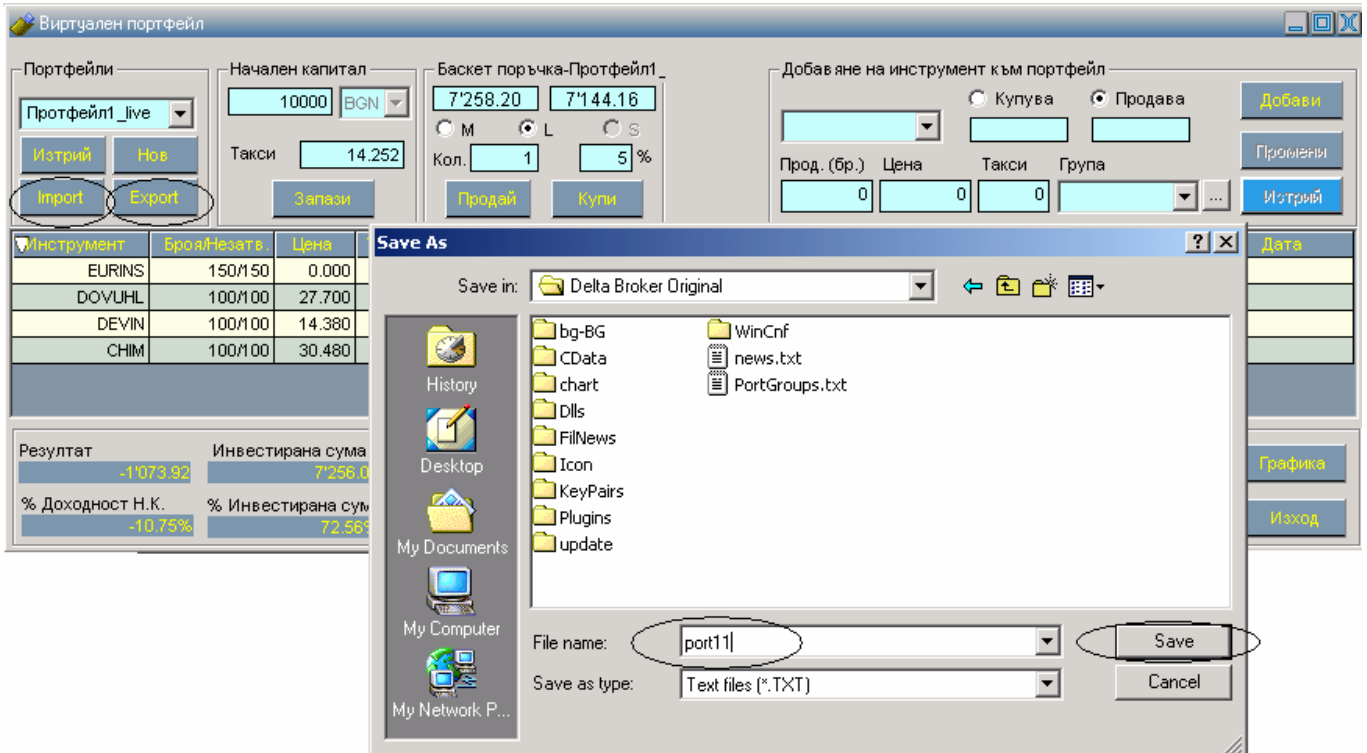 Виртуален портфейл
Портфейли
Протфейл1_live
Изтрий Нов
Import Export
Начален капитал
10000 BGN
Такси 14.252
Запази
Баскет поръчка-Протфейл1_
7'258.20 7'144.16
M L S
Кол. 1 5 %
Продай Купи
Добавяне на инструмент към портфейл
Купува Продава
Прод. (бр.) Цена Такси Група
0 0 0 ...
Добави
Промени
Изтрий
Инструмент Броя/Незатв. Цена Дата
EURINS 150/150 0.000
DOVUHL 100/100 27.700
DEVIN 100/100 14.380
CHIM 100/100 30.480
Резултат Инвестирана сума
-1'073.92 7'256.0
% Доходност Н.К. % Инвестирана сум
-10.75% 72.56%
Графика
Изход
Save As
Save in: Delta Broker Original
History
Desktop
My Documents
My Computer
My Network P...
bg-BG
CData
chart
Dlls
FilNews
Icon
KeyPairs
Plugins
update
WinCnf
news.txt
PortGroups.txt
File name: port11 Save
Save as type: Text files (*.TXT) Cancel